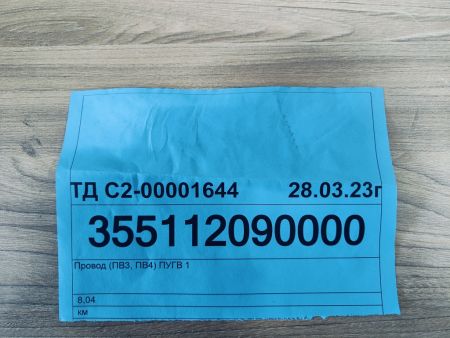 ТД С2-00001644 28.03.23г
355112090000
Провод (ПВ3, ПВ4) ПУГВ 1
8,04
км